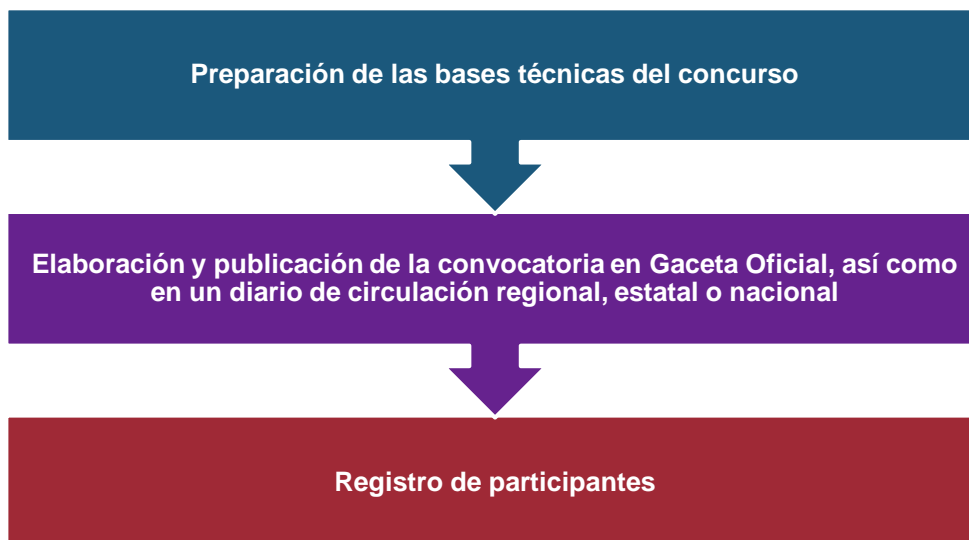 Preparación de las bases técnicas del concurso
Elaboración y publicación de la convocatoria en Gaceta Oficial, así como
en un diario de circulación regional, estatal o nacional
Registro de participantes